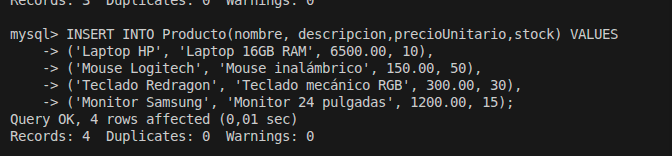 Records: 3  Duplicates: 0  Warnings: 0
mysql> INSERT INTO Producto(nombre, descripcion,precioUnitario,stock) VALUES
    -> ('Laptop HP', 'Laptop 16GB RAM', 6500.00, 10),
    -> ('Mouse Logitech', 'Mouse inalámbrico', 150.00, 50),
    -> ('Teclado Redragon', 'Teclado mecánico RGB', 300.00, 30),
    -> ('Monitor Samsung', 'Monitor 24 pulgadas', 1200.00, 15);
Query OK, 4 rows affected (0,01 sec)
Records: 4  Duplicates: 0  Warnings: 0